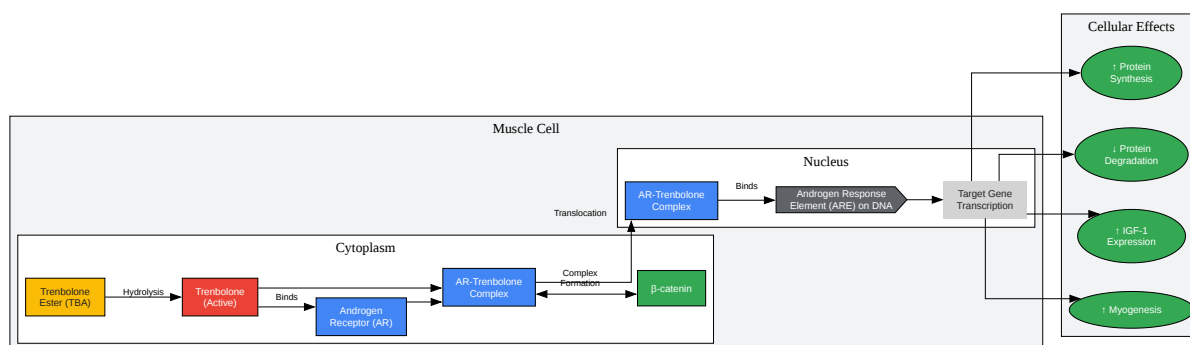 Cellular Effects
↑ Protein
Synthesis
Muscle Cell
Nucleus
↓ Protein
Degradation
AR-Trenbolone
Complex
Binds
Androgen Response
Element (ARE) on DNA
Target Gene
Transcription
Translocation
↑ IGF-1
Expression
Cytoplasm
Trenbolone
Ester (TBA)
Hydrolysis
Trenbolone
(Active)
Binds
Androgen
Receptor (AR)
AR-Trenbolone
Complex
Complex
Formation
β-catenin
↑ Myogenesis